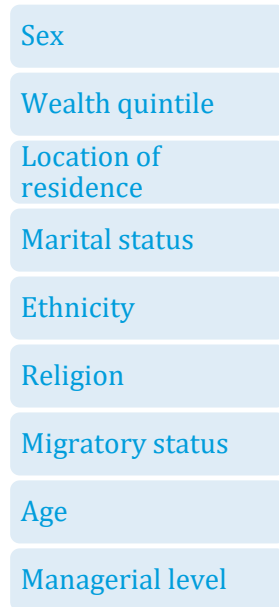 Sex
Wealth quintile
Location of
residence
Marital status
Ethnicity
Religion
Migratory status
Age
Managerial level